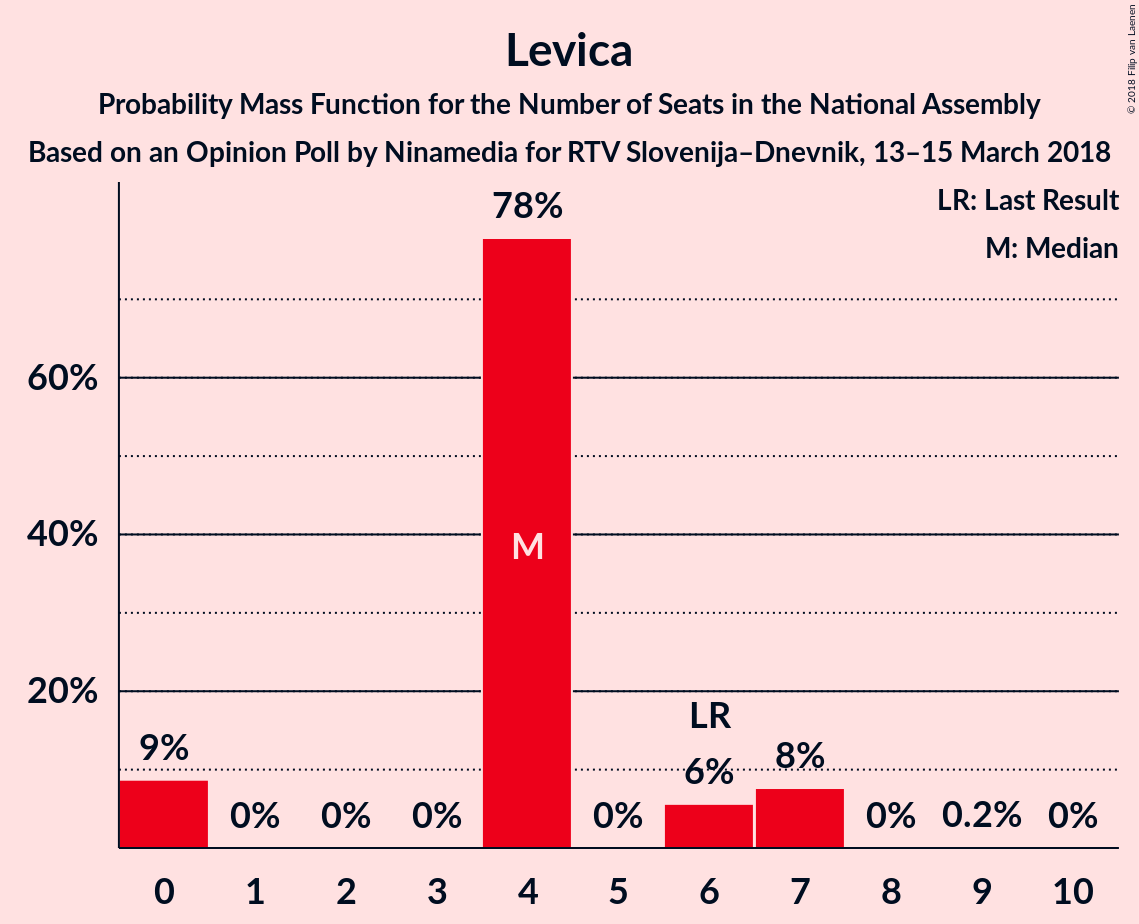 Levica
Probability Mass Function for the Number of Seats in the National Assembly
Based on an Opinion Poll by Ninamedia for RTV Slovenija–Dnevnik, 13–15 March 2018
© 2018 Filip van Laenen
LR: Last Result
M: Median
78%
60%
40%
M
20%
LR
9%
0%
0%
0%
0%
6%
8%
0%
0.2%
0%
0 1 2 3 4 5 6 7 8 9 10